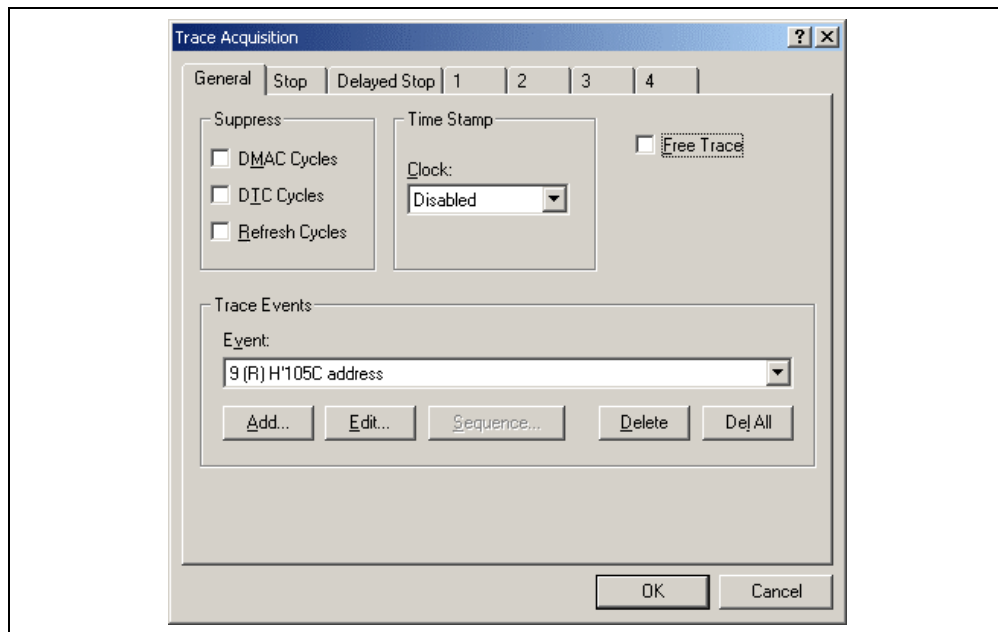 Trace Acquisition
General Stop Delayed Stop 1 2 3 4
Suppress
DMAC Cycles
DTC Cycles
Refresh Cycles
Time Stamp
Clock:
Disabled
Free Trace
Trace Events
Event:
9 (R) H'105C address
Add... Edit... Sequence... Delete Del All
OK Cancel